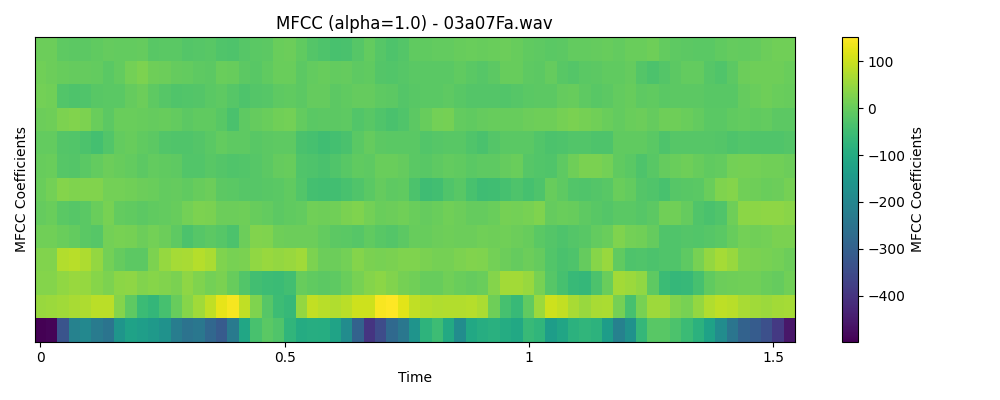 MFCC (alpha=1.0) - 03a07Fa.wav
MFCC Coefficients
0
0.5
1
1.5
Time
100
0
−100
−200
−300
−400
MFCC Coefficients